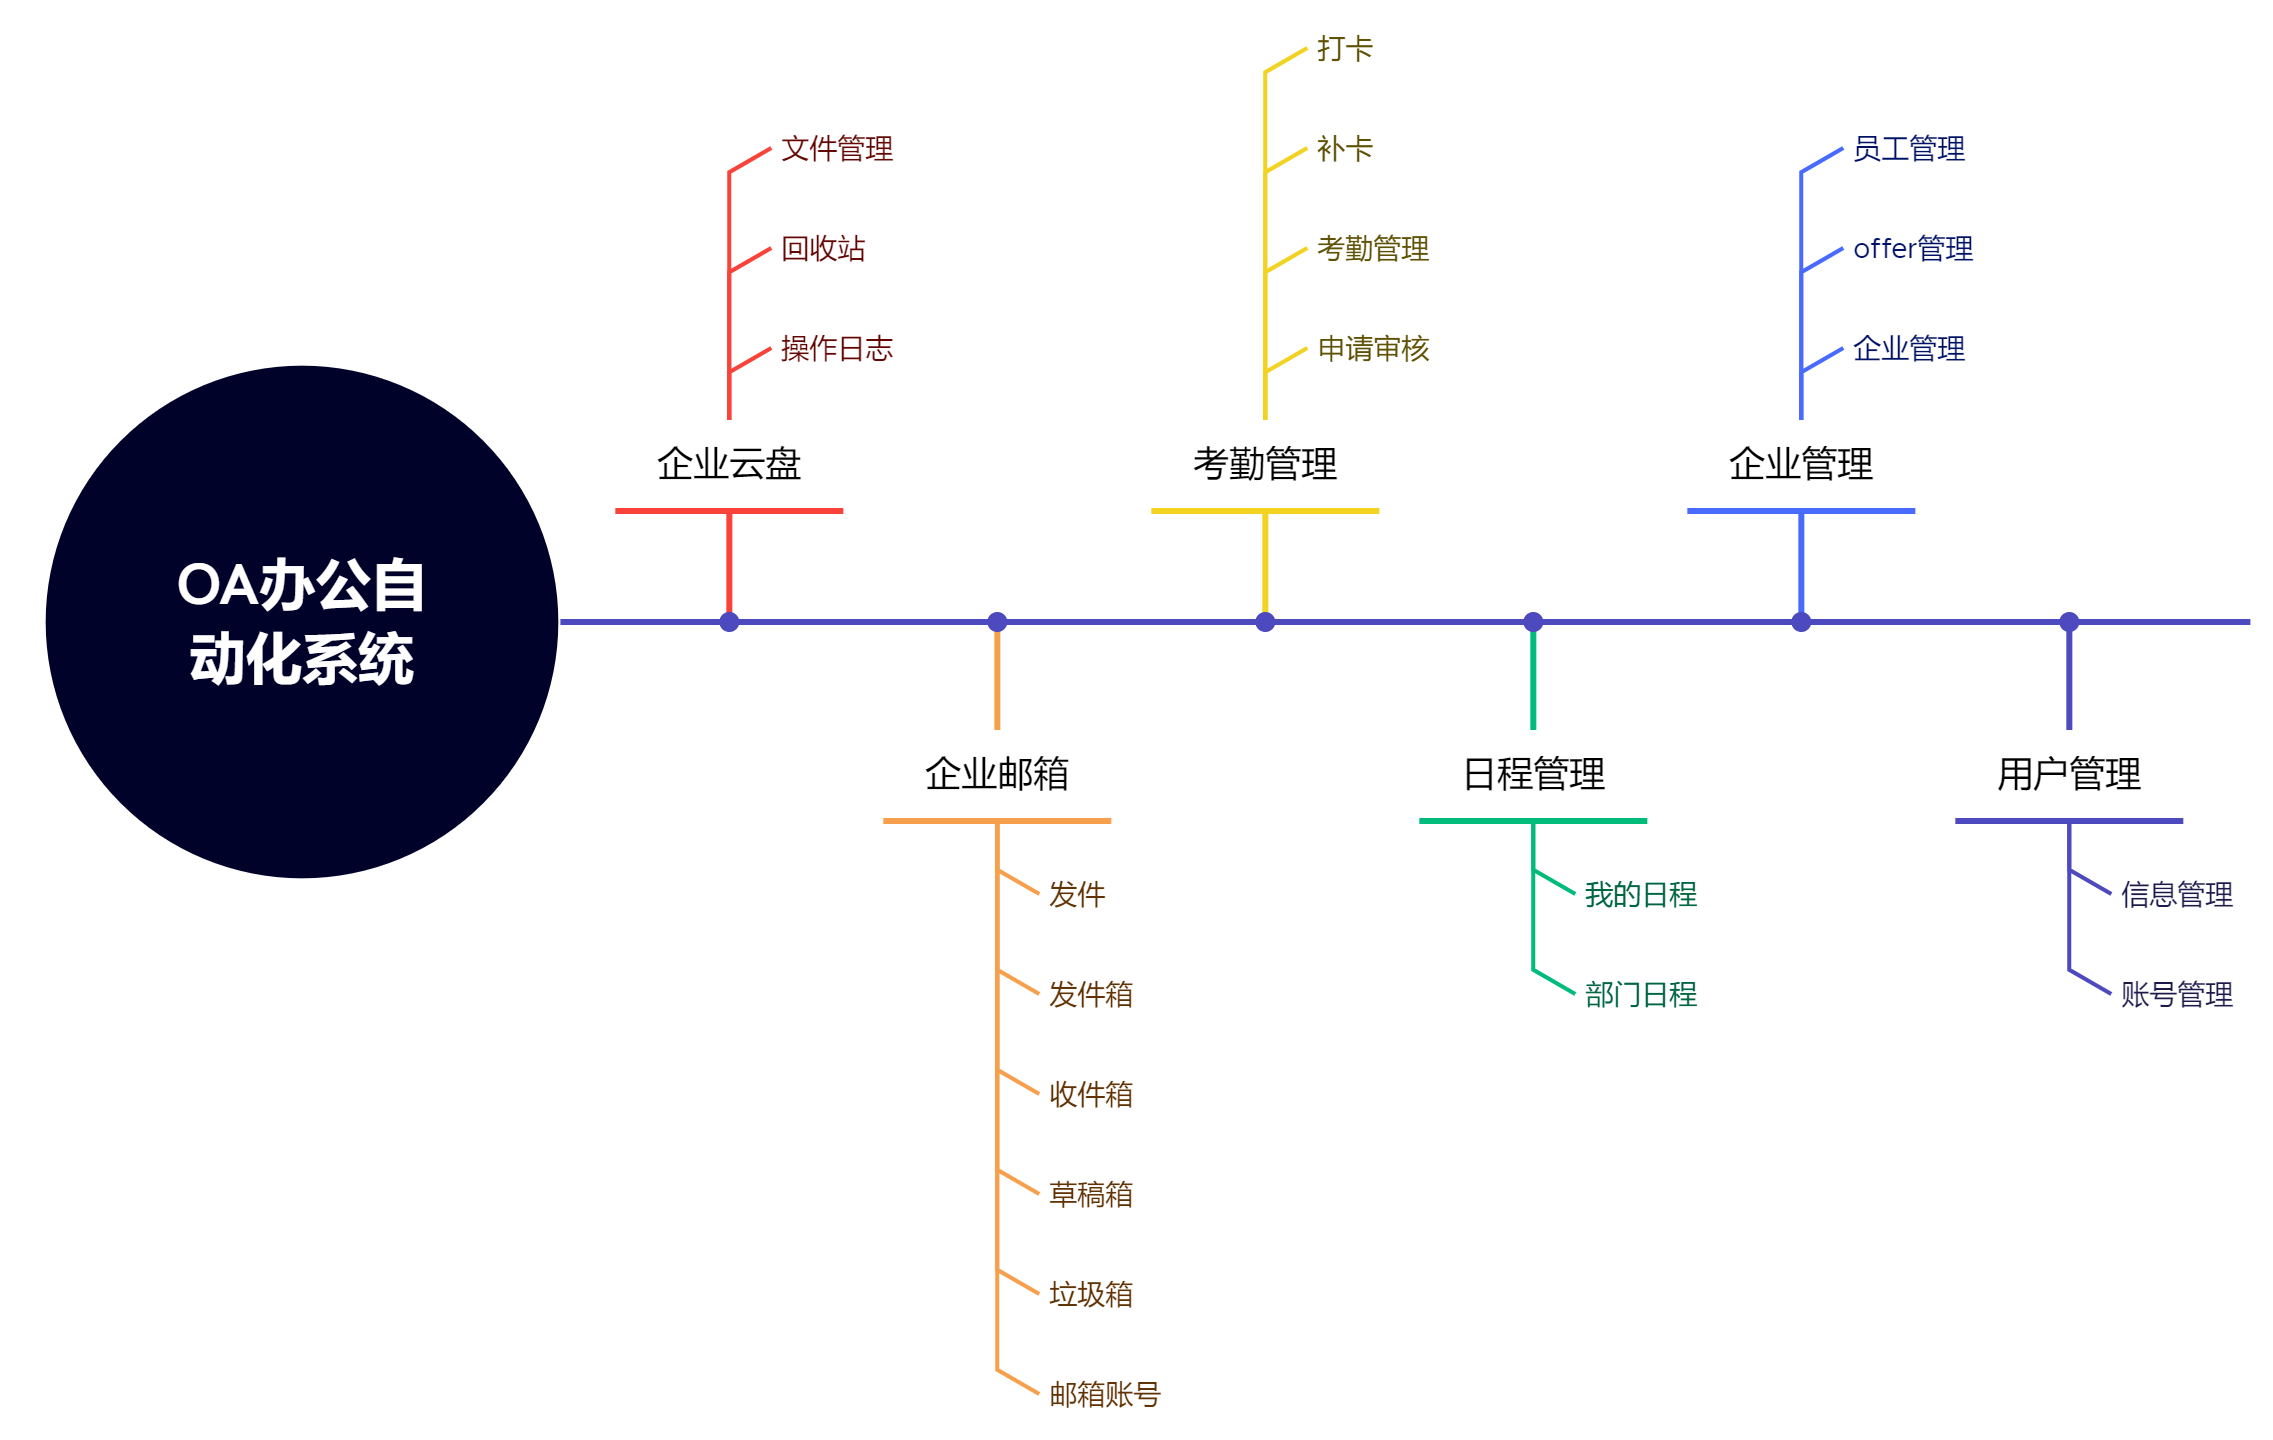 OA办公自
动化系统
企业云盘
文件管理
回收站
操作日志
企业邮箱
发件
发件箱
收件箱
草稿箱
垃圾箱
邮箱账号
考勤管理
打卡
补卡
考勤管理
申请审核
日程管理
我的日程
部门日程
企业管理
员工管理
offer管理
企业管理
用户管理
信息管理
账号管理